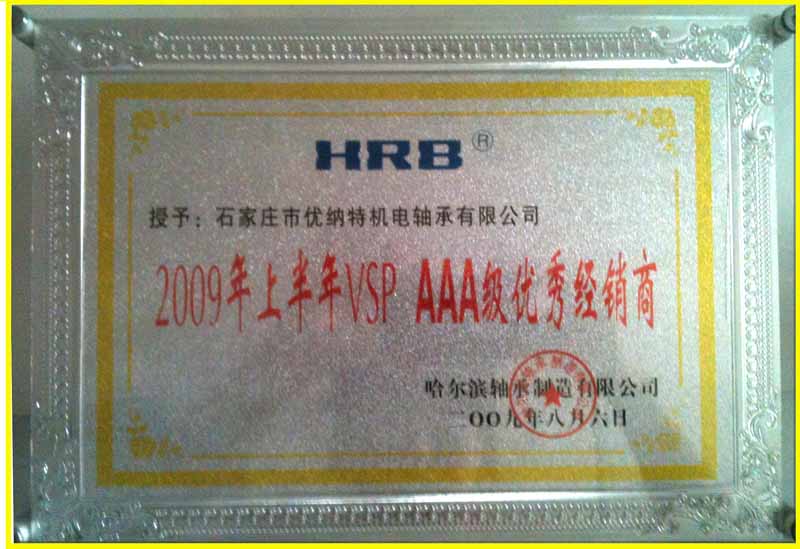 HRB®
授予：石家庄市优纳特机电轴承有限公司
2009年上半年VSP AAA级优秀经销商
哈尔滨轴承制造有限公司
二OO九年八月六日